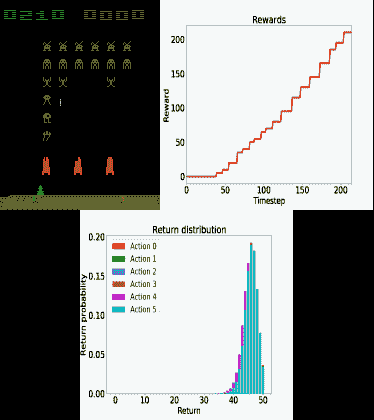 0210 0000
Rewards
200
150
100
50
0
Reward
0 50 100 150 200
Timestep
Return distribution
0.20
0.15
0.10
0.05
0.00
Return probability
Action 0
Action 1
Action 2
Action 3
Action 4
Action 5
0 10 20 30 40 50
Return